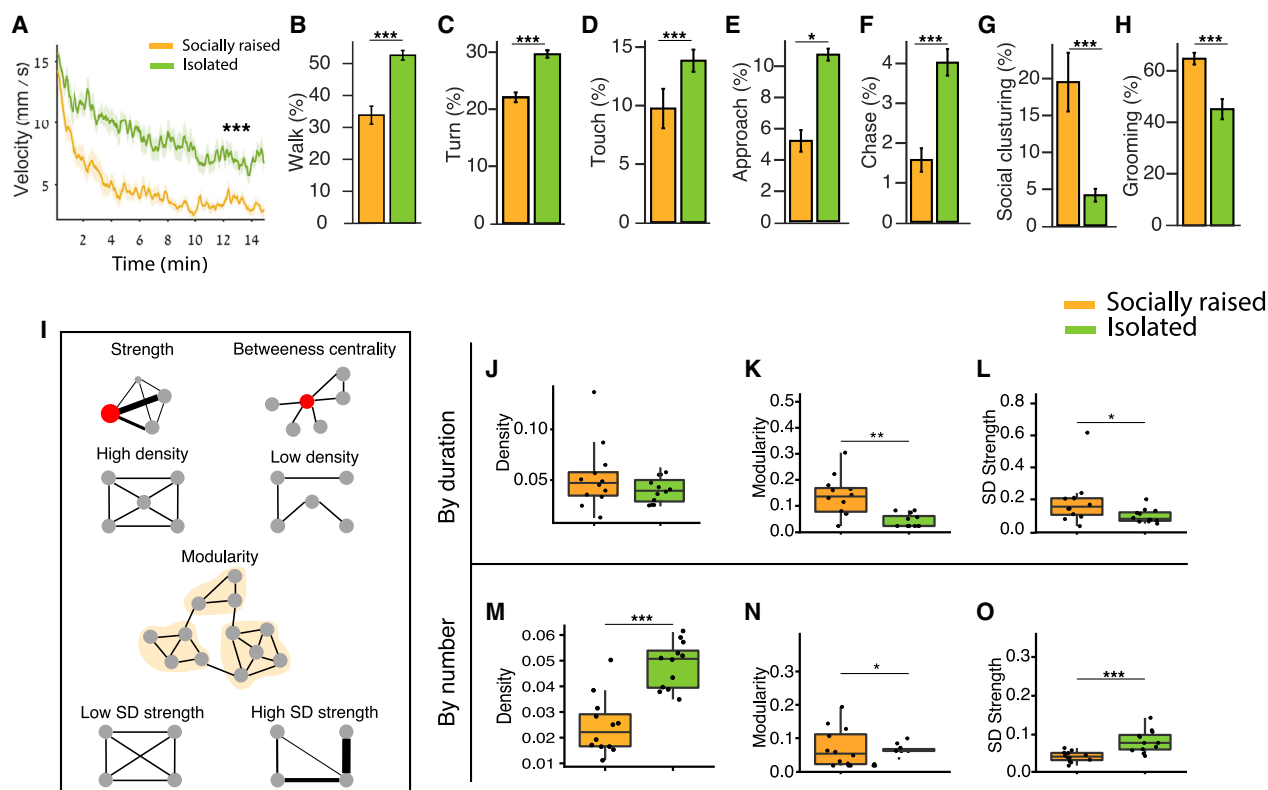 A
Socially raised
Isolated
Velocity (mm / s)
15
10
5
***
2 4 6 8 10 12 14
Time (min)
B
***
Walk (%)
50
40
30
20
10
0
C
***
Turn (%)
30
20
10
0
D
***
Touch (%)
15
10
5
0
E
*
Approach (%)
10
8
6
4
2
0
F
***
Chase (%)
4
3
2
1
0
G
***
Social clusturing (%)
20
15
10
5
0
H
***
Grooming (%)
60
40
20
0
Socially raised
Isolated
I
Strength
Betweeness centrality
High density
Low density
Modularity
Low SD strength
High SD strength
By duration
J
Density
0.10
0.05
K
**
Modularity
0.5
0.4
0.3
0.2
0.1
0.0
L
*
SD Strength
0.8
0.6
0.4
0.2
0.0
By number
M
***
Density
0.06
0.05
0.04
0.03
0.02
0.01
N
*
Modularity
0.3
0.2
0.1
0.0
O
***
SD Strength
0.3
0.2
0.1
0.0